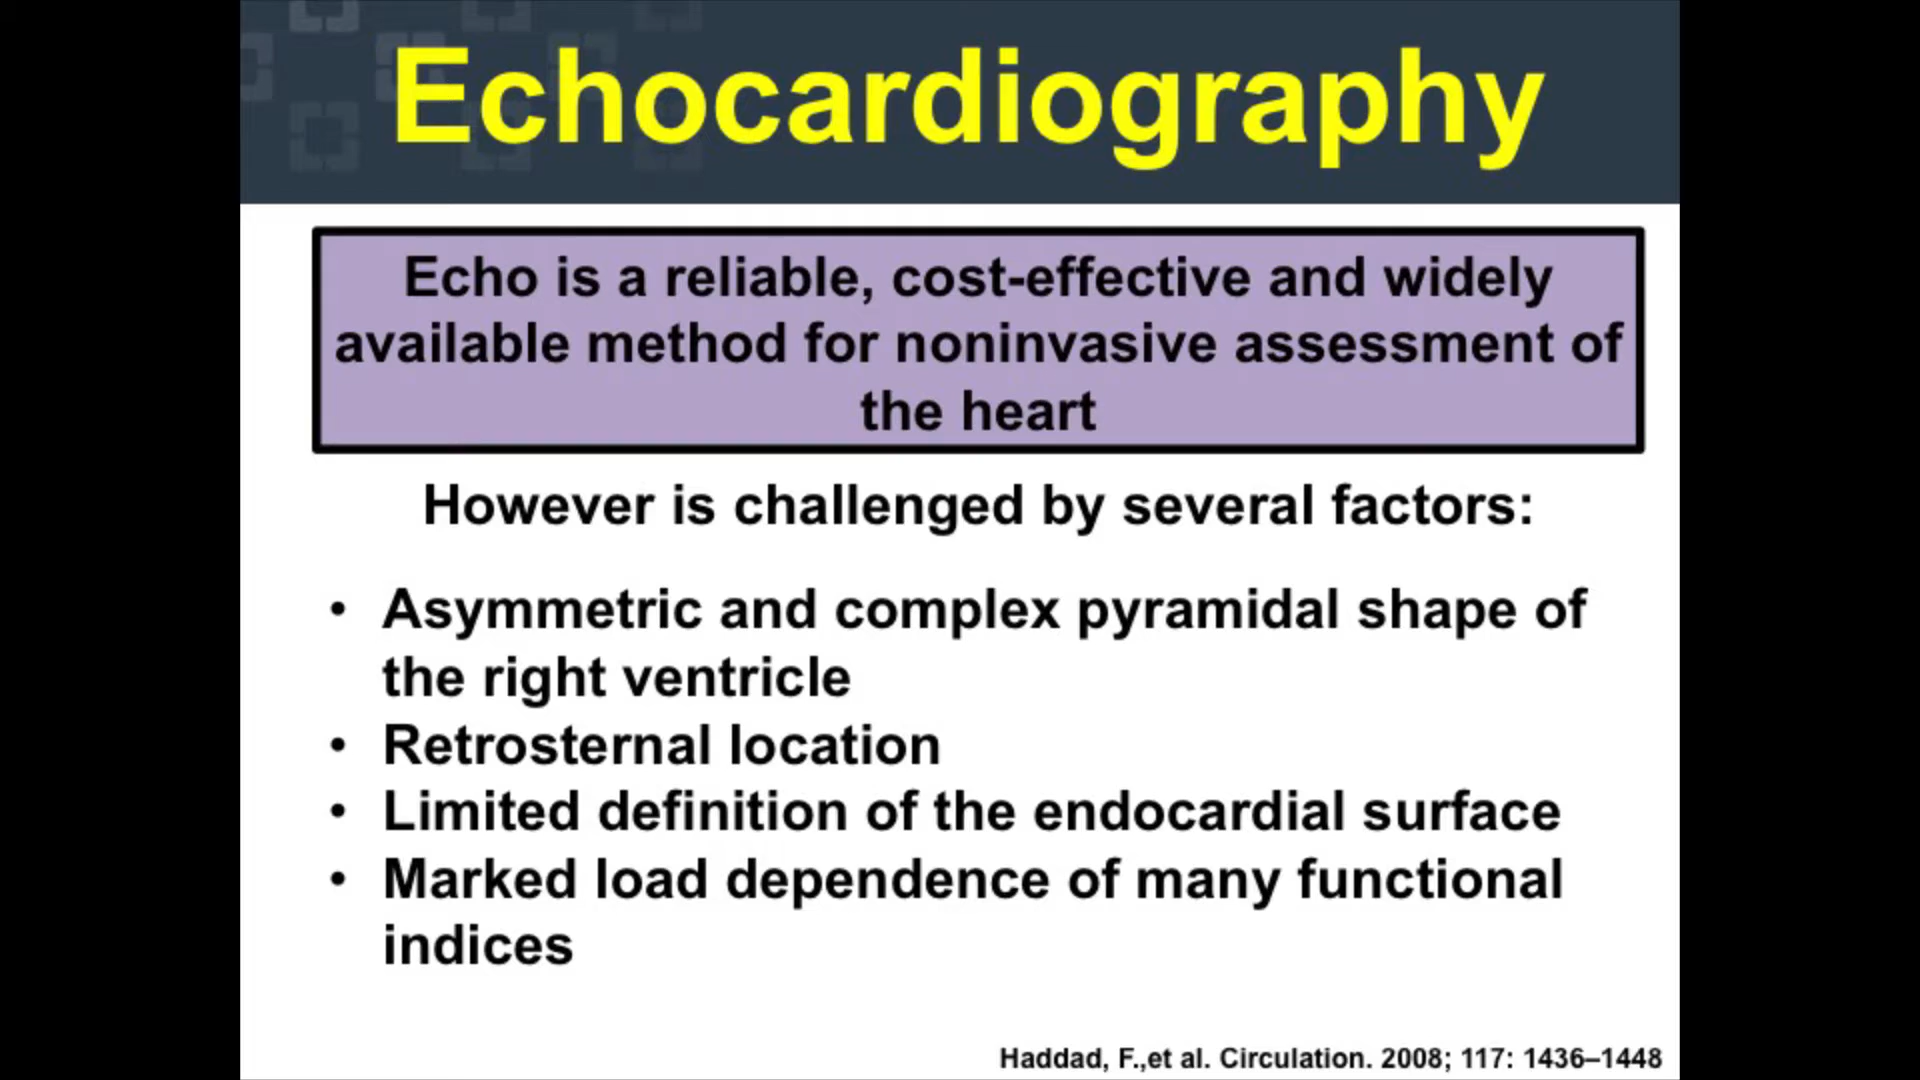 Echocardiography
Echo is a reliable, cost-effective and widely
available method for noninvasive assessment of
the heart
However is challenged by several factors:
• Asymmetric and complex pyramidal shape of
the right ventricle
• Retrosternal location
• Limited definition of the endocardial surface
• Marked load dependence of many functional
indices
Haddad, F.,et al. Circulation. 2008; 117: 1436–1448